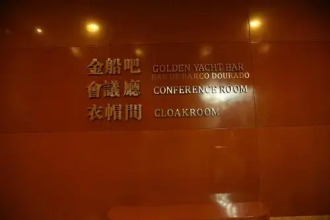 金船吧 GOLDEN YACHT BAR
BAR DE BARCO DOURADO
會議廳 CONFERENCE ROOM
衣帽間 CLOAKROOM